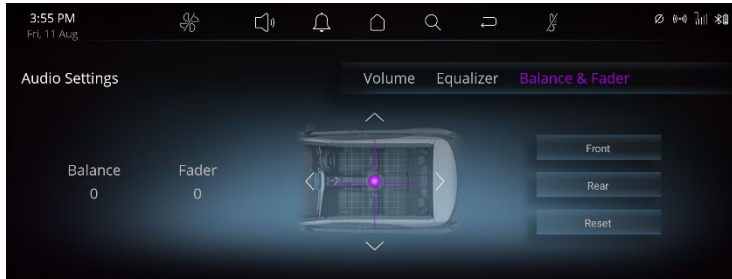 3:55 PM
Fri, 11 Aug
Audio Settings
Volume Equalizer Balance & Fader
Balance Fader
0 0
Front
Rear
Reset